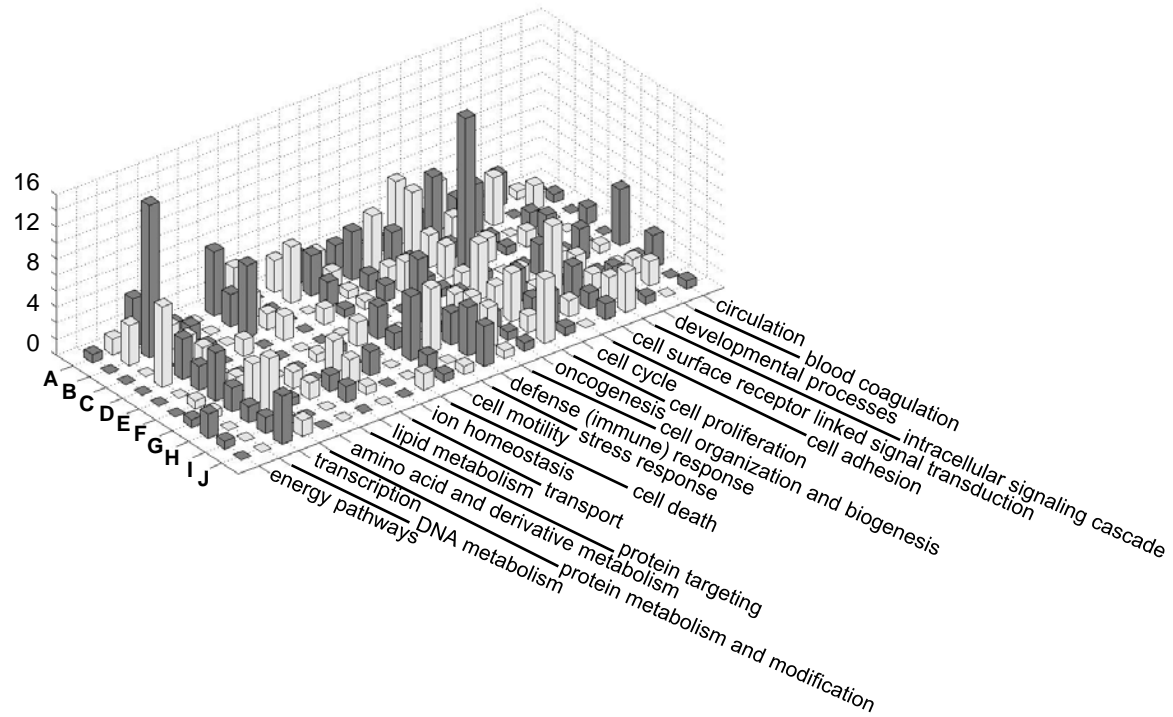 16
12
8
4
0
A
B
C
D
E
F
G
H
I
J
circulation
blood coagulation
developmental processes
intracellular signaling cascade
cell surface receptor linked signal transduction
cell adhesion
cell cycle
cell proliferation
oncogenesis
cell organization and biogenesis
defense (immune) response
stress response
cell motility
cell death
ion homeostasis
transport
lipid metabolism
protein targeting
amino acid and derivative metabolism
protein metabolism and modification
transcription
DNA metabolism
energy pathways